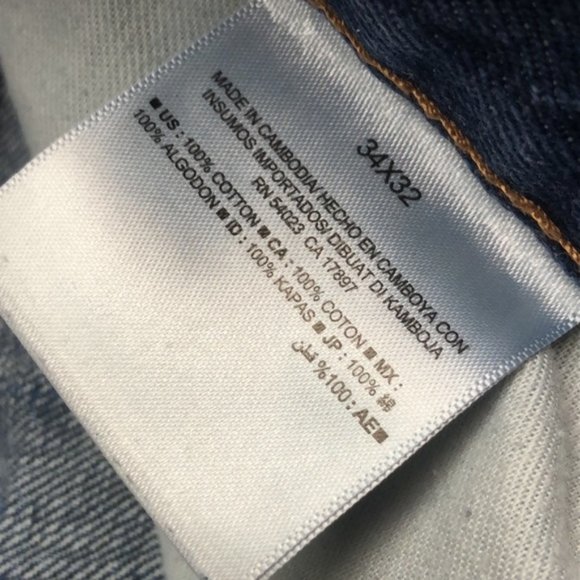 34X32
MADE IN CAMBODIA/HECHO EN CAMBOYA CON
INSUMOS IMPORTADOS/DIBUAT DI KAMBOJA
RN 54023 CA 17897
■ US : 100% COTTON ■ CA : 100% COTON ■ MX :
100% ALGODON ■ ID : 100% KAPAS ■ JP : 100% 綿
■ AE : 100% قطن